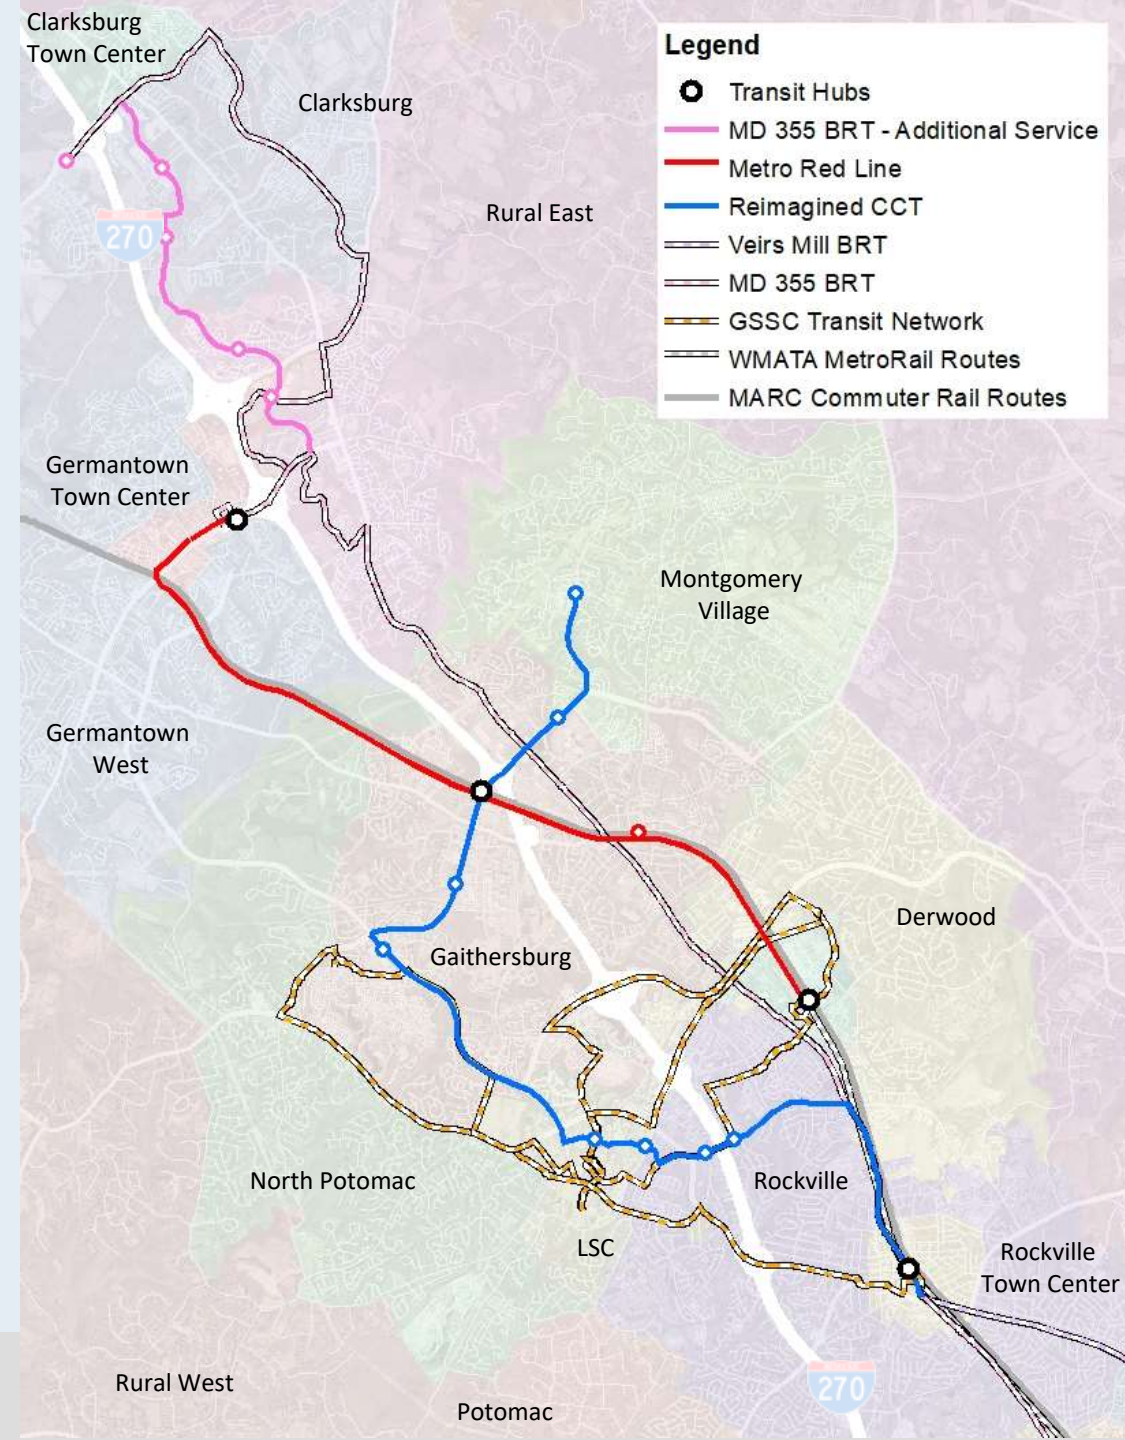 Clarksburg
Town Center
Clarksburg
Legend
Transit Hubs
MD 355 BRT - Additional Service
Metro Red Line
Reimagined CCT
Veirs Mill BRT
MD 355 BRT
GSSC Transit Network
WMATA MetroRail Routes
MARC Commuter Rail Routes
Rural East
270
Germantown
Town Center
Montgomery
Village
Germantown
West
Derwood
Gaithersburg
North Potomac
Rockville
LSC
Rockville
Town Center
Rural West
270
Potomac